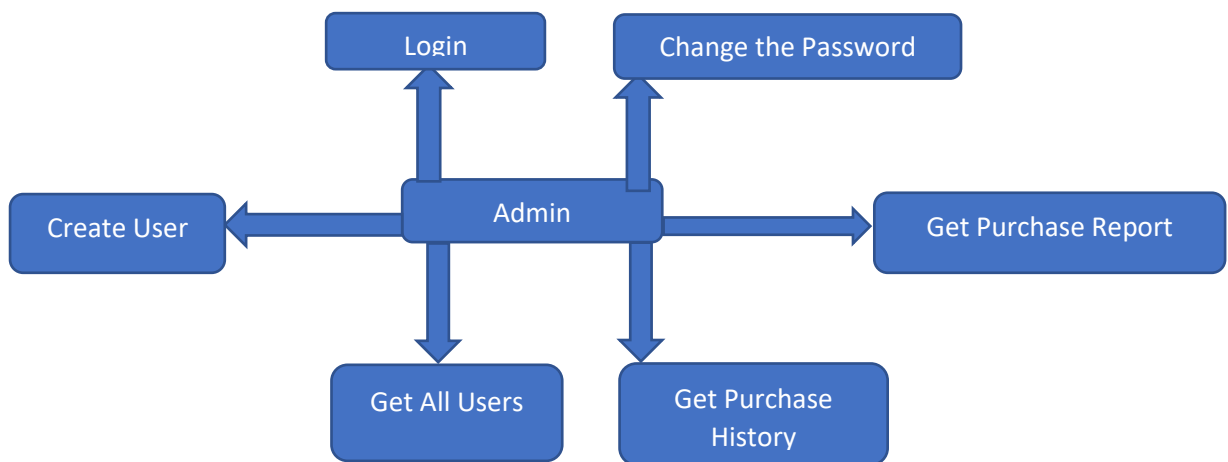 Login
Change the Password
Admin
Create User
Get Purchase Report
Get All Users
Get Purchase
History